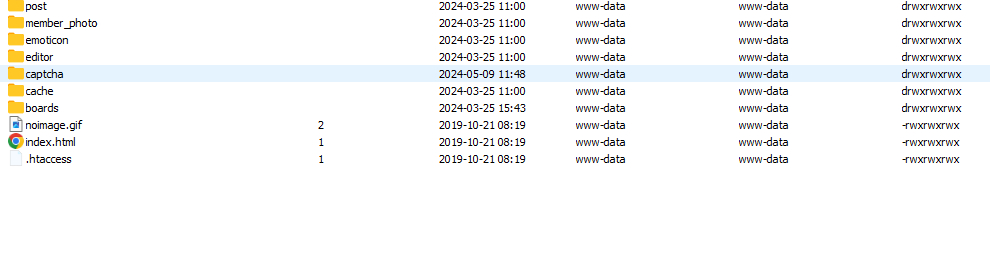 post 2024-03-25 11:00 www-data www-data drwxrwxrwx
member_photo 2024-03-25 11:00 www-data www-data drwxrwxrwx
emoticon 2024-03-25 11:00 www-data www-data drwxrwxrwx
editor 2024-03-25 11:00 www-data www-data drwxrwxrwx
captcha 2024-05-09 11:48 www-data www-data drwxrwxrwx
cache 2024-03-25 11:00 www-data www-data drwxrwxrwx
boards 2024-03-25 15:43 www-data www-data drwxrwxrwx
noimage.gif 2 2019-10-21 08:19 www-data www-data -rwxrwxrwx
index.html 1 2019-10-21 08:19 www-data www-data -rwxrwxrwx
.htaccess 1 2019-10-21 08:19 www-data www-data -rwxrwxrwx